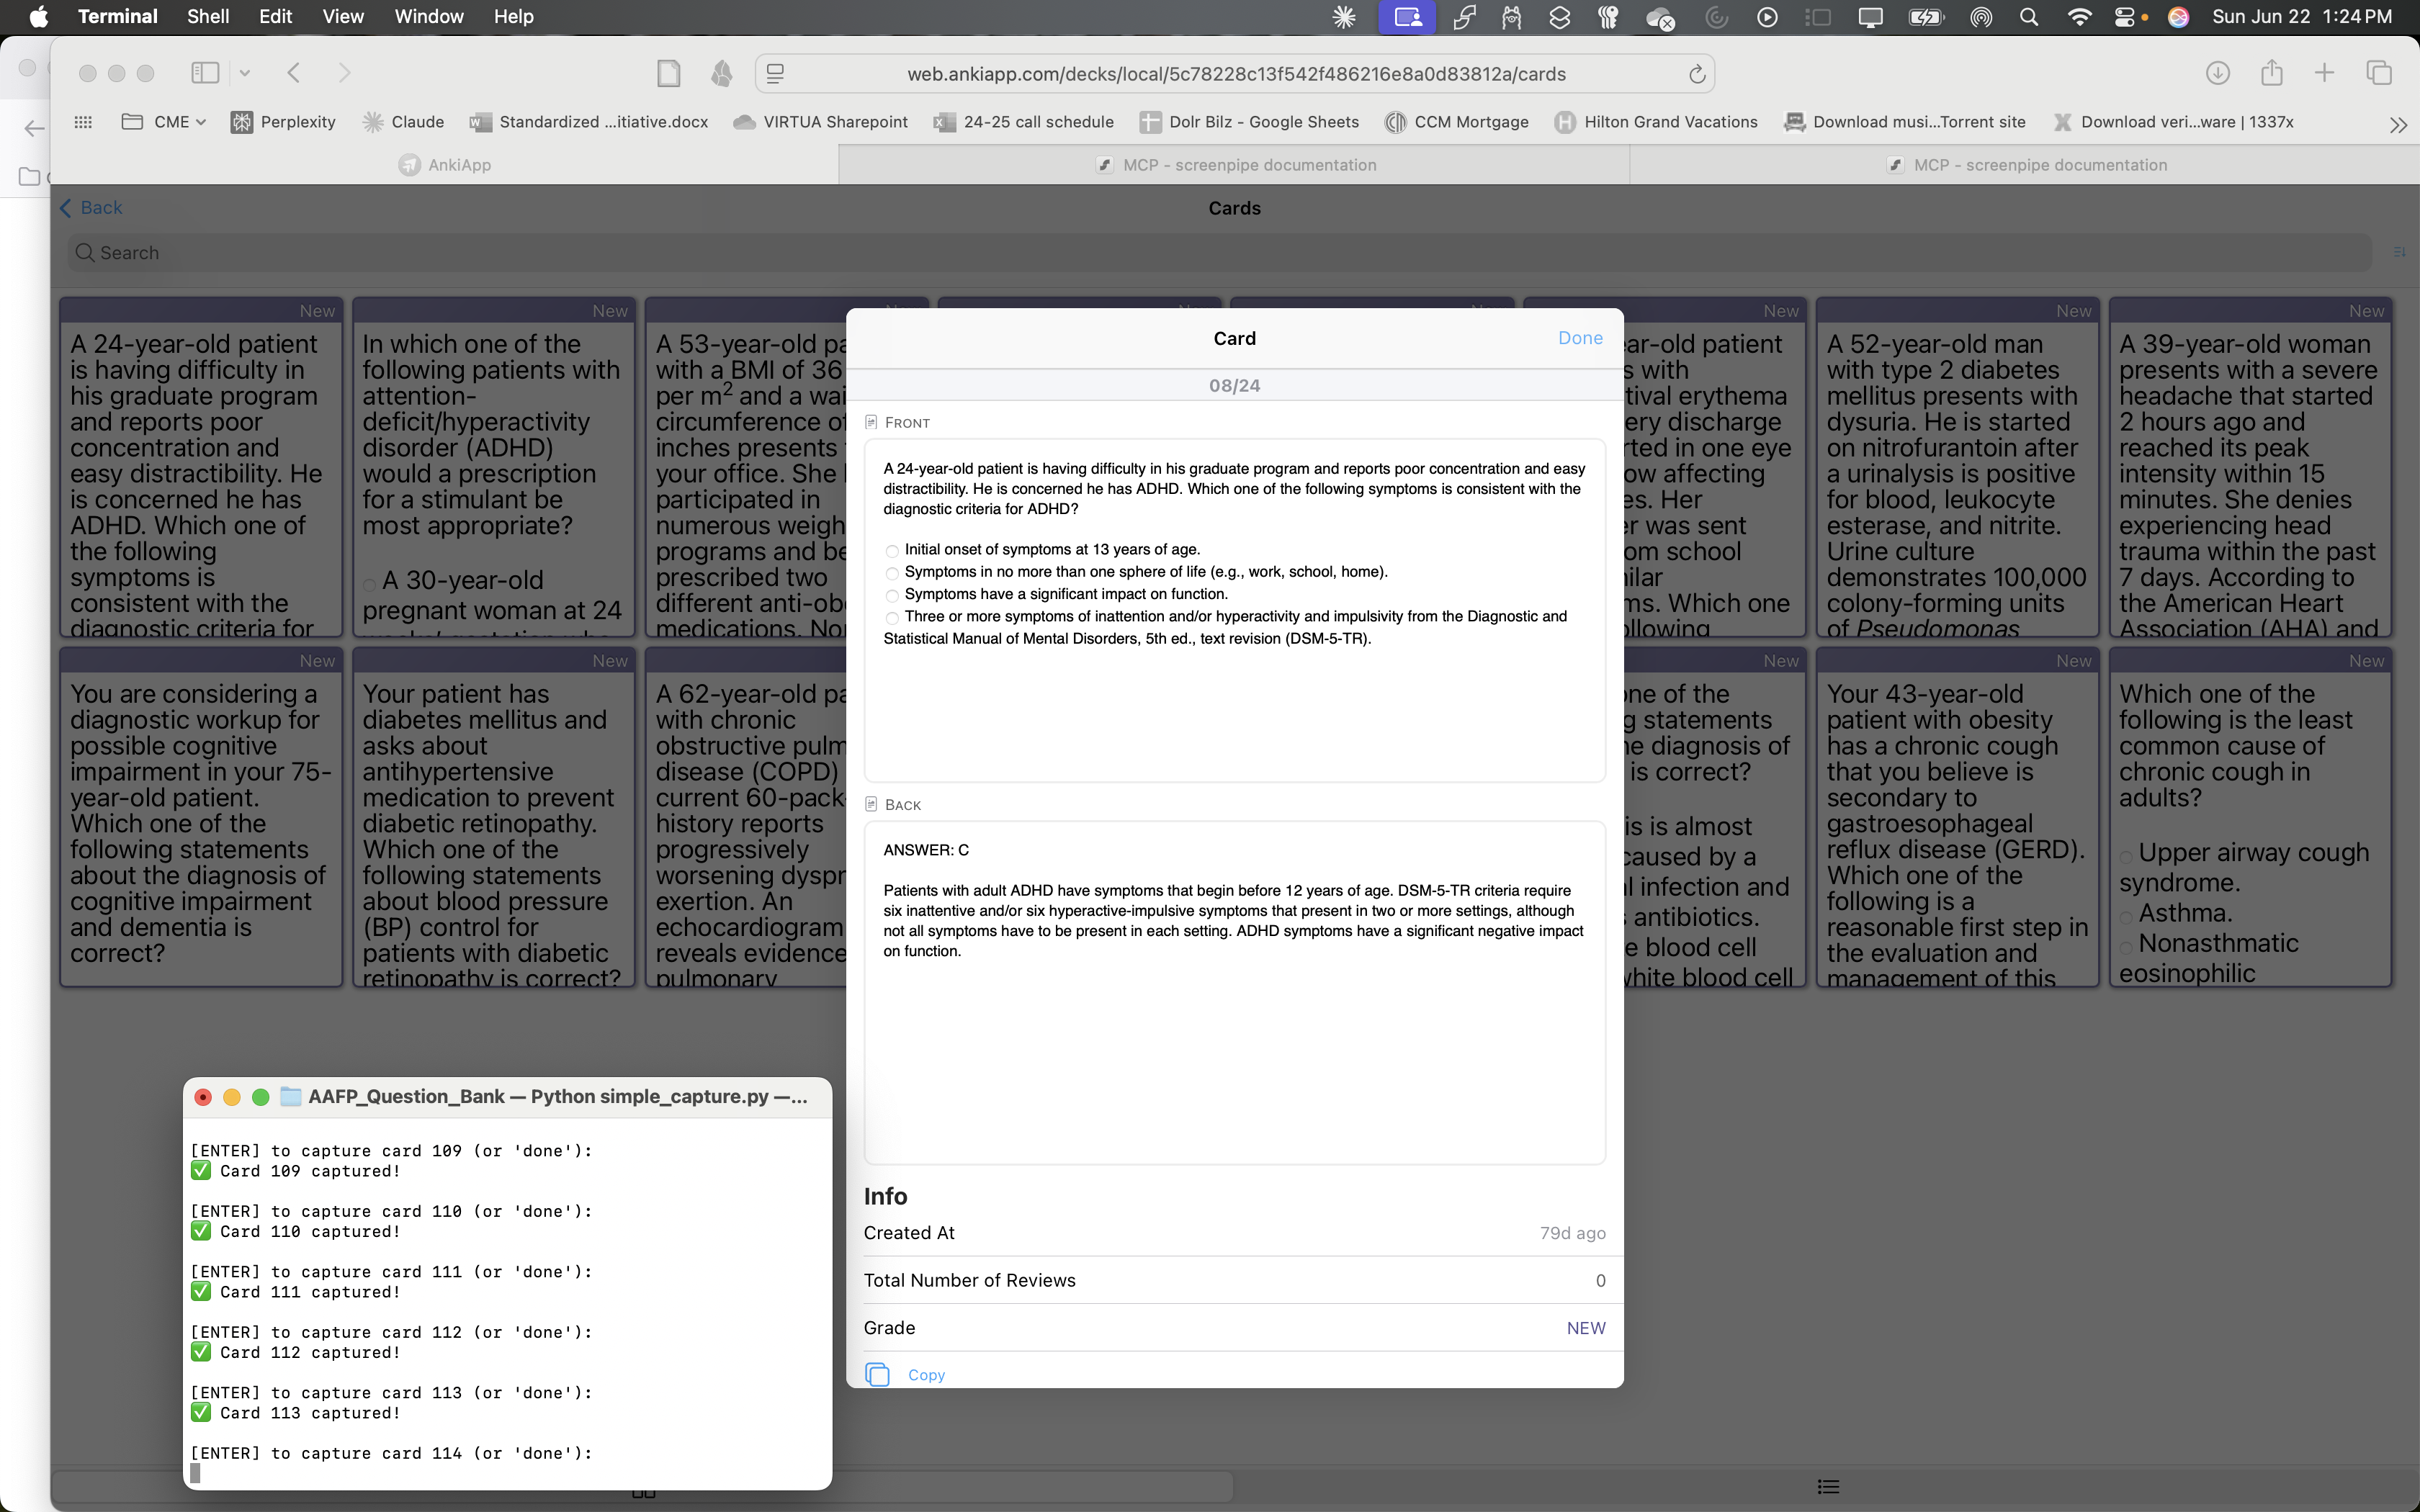 Terminal Shell Edit View Window Help
Sun Jun 22 1:24 PM
web.ankiapp.com/decks/local/5c78228c13f542f486216e8a0d83812a/cards
CME Perplexity Claude Standardized ...itiative.docx VIRTUA Sharepoint 24-25 call schedule Dolr Bilz - Google Sheets CCM Mortgage Hilton Grand Vacations Download musi...Torrent site Download veri...ware | 1337x
AnkiApp MCP - screenpipe documentation MCP - screenpipe documentation
Back
Cards
Search
New
A 24-year-old patient
is having difficulty in
his graduate program
and reports poor
concentration and
easy distractibility. He
is concerned he has
ADHD. Which one of
the following
symptoms is
consistent with the
diagnostic criteria for
New
In which one of the
following patients with
attention-
deficit/hyperactivity
disorder (ADHD)
would a prescription
for a stimulant be
most appropriate?
A 30-year-old
pregnant woman at 24
A 53-year-old pa
with a BMI of 36
per m² and a wai
circumference of
inches presents
your office. She
participated in
numerous weigh
programs and be
prescribed two
different anti-ob
medications. No
New
ar-old patient
s with
tival erythema
ery discharge
rted in one eye
ow affecting
es. Her
r was sent
om school
ilar
ms. Which one
llowing
New
A 52-year-old man
with type 2 diabetes
mellitus presents with
dysuria. He is started
on nitrofurantoin after
a urinalysis is positive
for blood, leukocyte
esterase, and nitrite.
Urine culture
demonstrates 100,000
colony-forming units
of Pseudomonas
New
A 39-year-old woman
presents with a severe
headache that started
2 hours ago and
reached its peak
intensity within 15
minutes. She denies
experiencing head
trauma within the past
7 days. According to
the American Heart
Association (AHA) and
New
You are considering a
diagnostic workup for
possible cognitive
impairment in your 75-
year-old patient.
Which one of the
following statements
about the diagnosis of
cognitive impairment
and dementia is
correct?
New
Your patient has
diabetes mellitus and
asks about
antihypertensive
medication to prevent
diabetic retinopathy.
Which one of the
following statements
about blood pressure
(BP) control for
patients with diabetic
retinopathy is correct?
A 62-year-old pa
with chronic
obstructive pulm
disease (COPD)
current 60-pack-
history reports
progressively
worsening dyspr
exertion. An
echocardiogram
reveals evidence
pulmonary
New
one of the
g statements
he diagnosis of
is correct?
is is almost
caused by a
l infection and
antibiotics.
e blood cell
white blood cell
New
Your 43-year-old
patient with obesity
has a chronic cough
that you believe is
secondary to
gastroesophageal
reflux disease (GERD).
Which one of the
following is a
reasonable first step in
the evaluation and
management of this
New
Which one of the
following is the least
common cause of
chronic cough in
adults?
Upper airway cough
syndrome.
Asthma.
Nonasthmatic
eosinophilic
Card
Done
08/24
FRONT
A 24-year-old patient is having difficulty in his graduate program and reports poor concentration and easy
distractibility. He is concerned he has ADHD. Which one of the following symptoms is consistent with the
diagnostic criteria for ADHD?
Initial onset of symptoms at 13 years of age.
Symptoms in no more than one sphere of life (e.g., work, school, home).
Symptoms have a significant impact on function.
Three or more symptoms of inattention and/or hyperactivity and impulsivity from the Diagnostic and
Statistical Manual of Mental Disorders, 5th ed., text revision (DSM-5-TR).
BACK
ANSWER: C
Patients with adult ADHD have symptoms that begin before 12 years of age. DSM-5-TR criteria require
six inattentive and/or six hyperactive-impulsive symptoms that present in two or more settings, although
not all symptoms have to be present in each setting. ADHD symptoms have a significant negative impact
on function.
Info
Created At 79d ago
Total Number of Reviews 0
Grade NEW
Copy
AAFP_Question_Bank — Python simple_capture.py —...
[ENTER] to capture card 109 (or 'done'):
✅ Card 109 captured!
[ENTER] to capture card 110 (or 'done'):
✅ Card 110 captured!
[ENTER] to capture card 111 (or 'done'):
✅ Card 111 captured!
[ENTER] to capture card 112 (or 'done'):
✅ Card 112 captured!
[ENTER] to capture card 113 (or 'done'):
✅ Card 113 captured!
[ENTER] to capture card 114 (or 'done'):